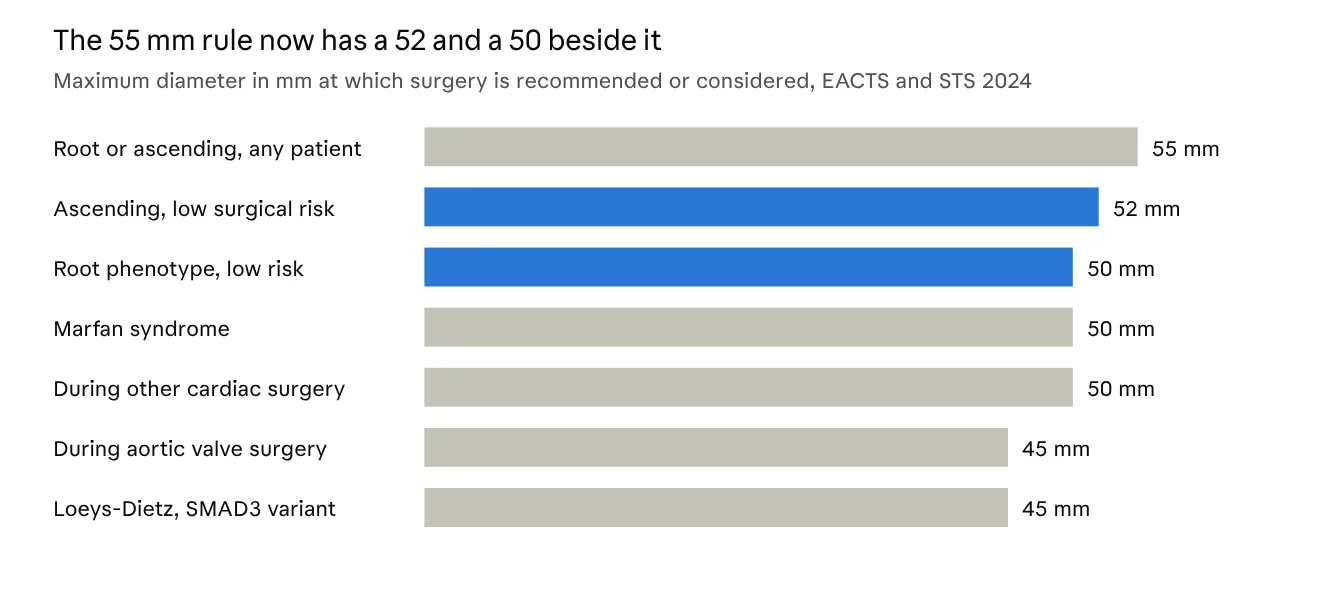 The 55 mm rule now has a 52 and a 50 beside it
Maximum diameter in mm at which surgery is recommended or considered, EACTS and STS 2024
Root or ascending, any patient 55 mm
Ascending, low surgical risk 52 mm
Root phenotype, low risk 50 mm
Marfan syndrome 50 mm
During other cardiac surgery 50 mm
During aortic valve surgery 45 mm
Loeys-Dietz, SMAD3 variant 45 mm